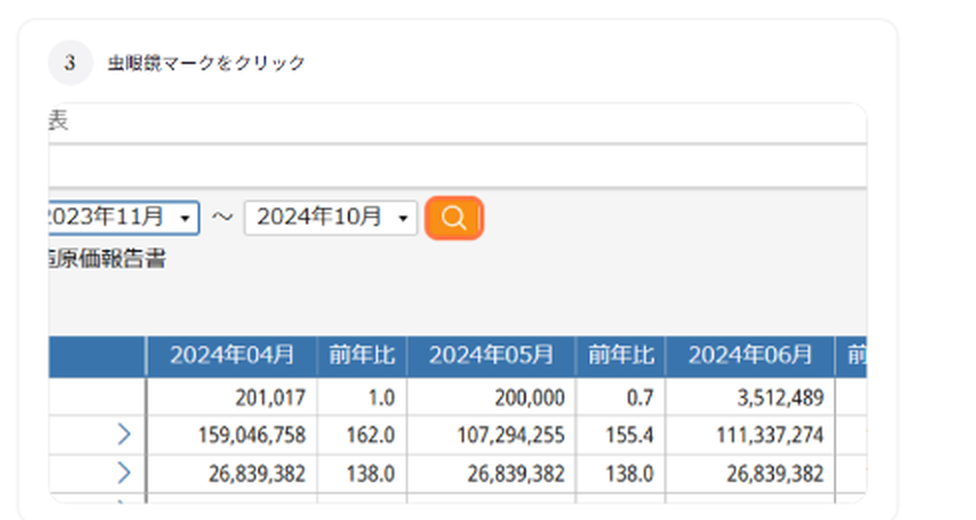 3 虫眼鏡マークをクリック
表
2023年11月 ～ 2024年10月
原価報告書
2024年04月 前年比 2024年05月 前年比 2024年06月 前
201,017 1.0 200,000 0.7 3,512,489
159,046,758 162.0 107,294,255 155.4 111,337,274
26,839,382 138.0 26,839,382 138.0 26,839,382